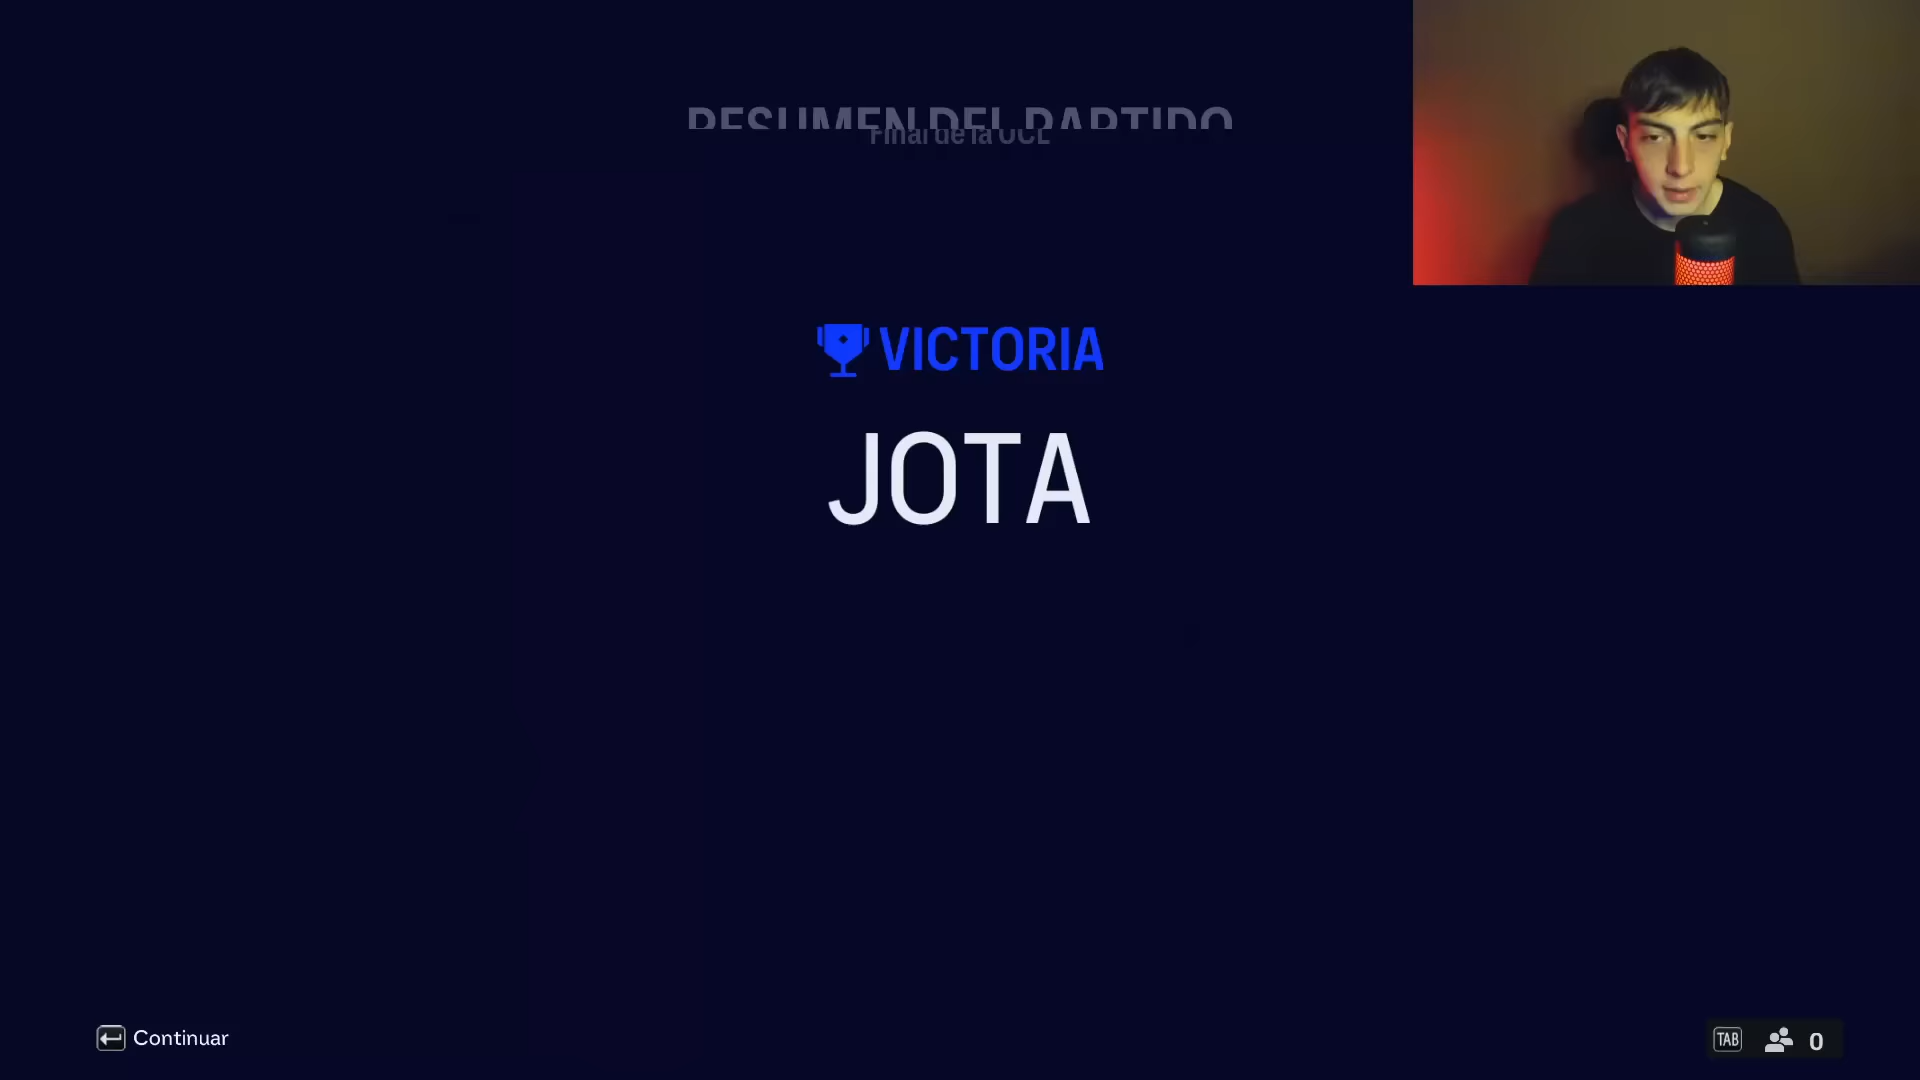 RESUMEN DEL PARTIDO
Final de la UCL
VICTORIA
JOTA
Continuar
TAB 0